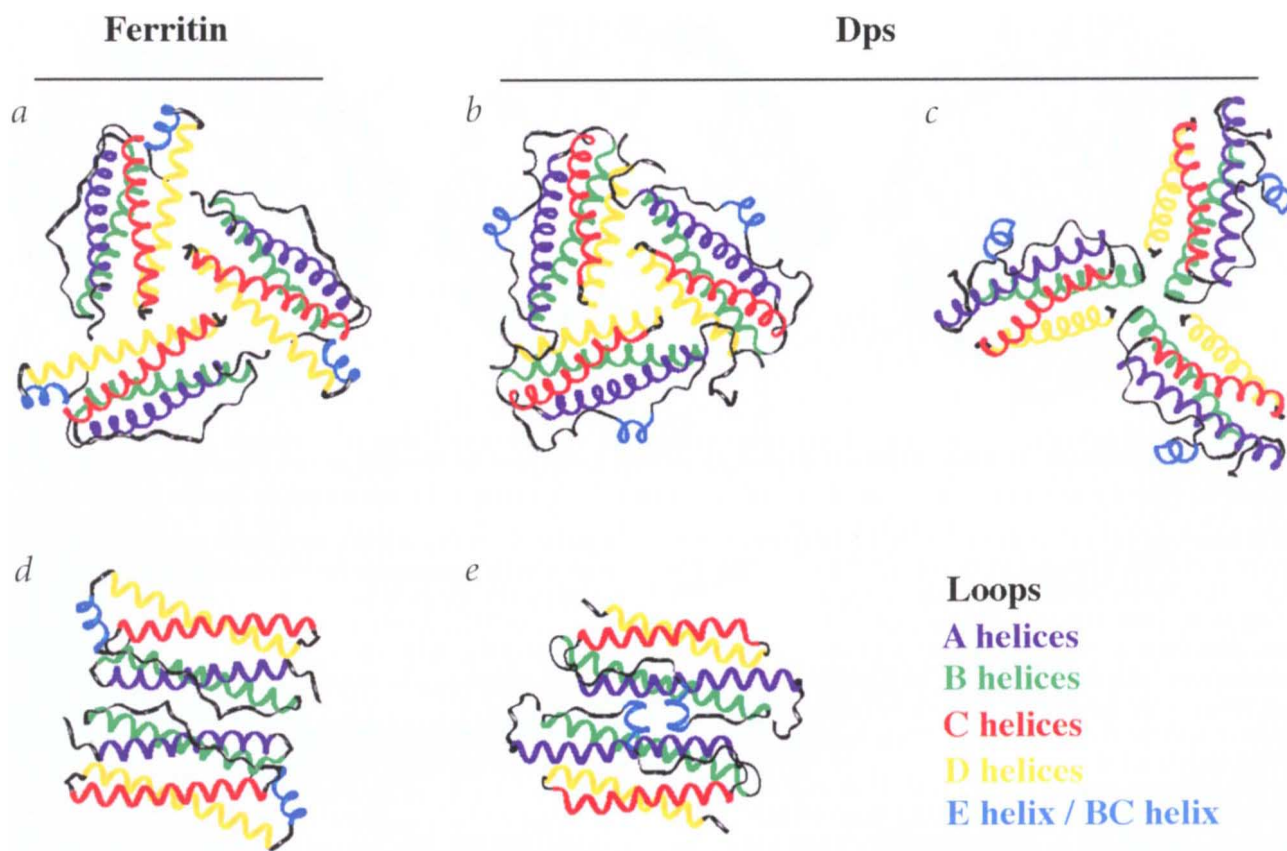 Ferritin
Dps
a
b
c
d
e
Loops
A helices
B helices
C helices
D helices
E helix / BC helix